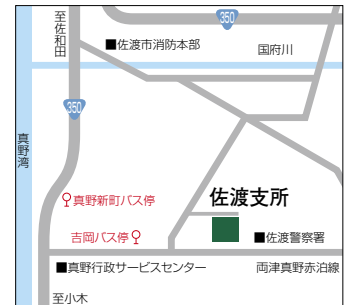 至佐和田
350
■佐渡市消防本部
国府川
350
真野湾
真野新町バス停
佐渡支所
吉岡バス停
■佐渡警察署
■真野行政サービスセンター
両津真野赤泊線
至小木